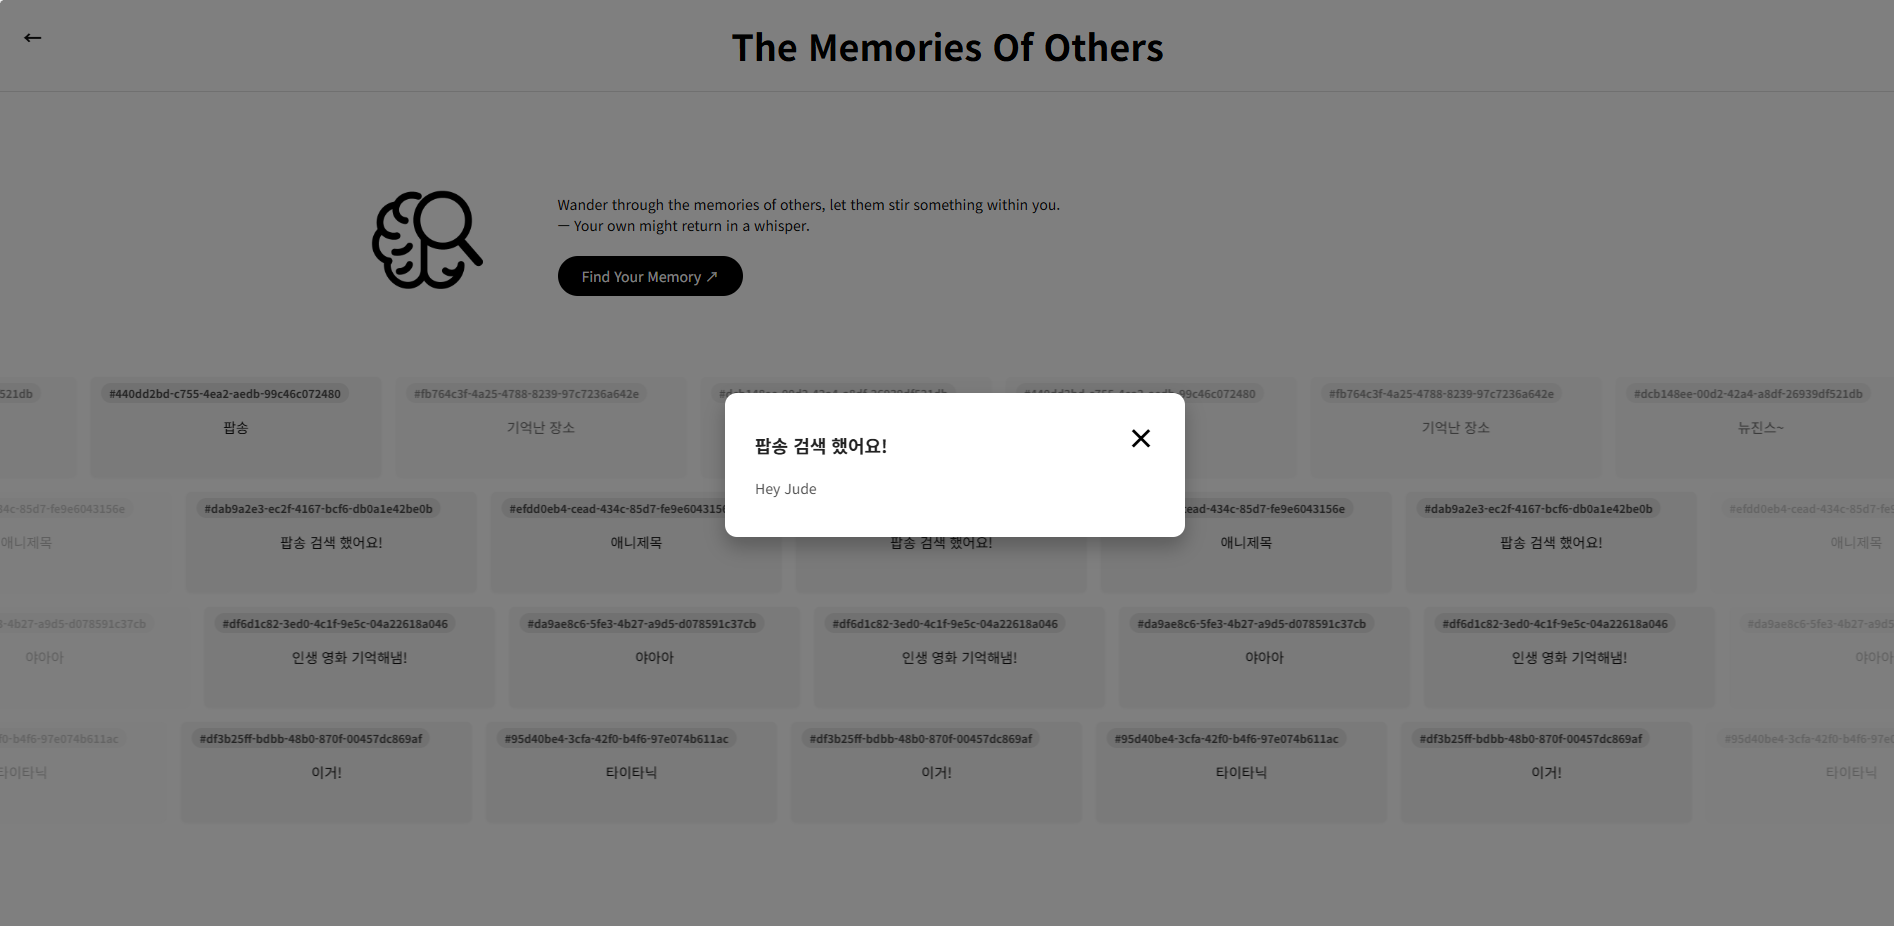 ←
The Memories Of Others
Wander through the memories of others, let them stir something within you.
— Your own might return in a whisper.
Find Your Memory ↗
521db #440dd2bd-c755-4ea2-aedb-99c46c072480 #fb764c3f-4a25-4788-8239-97c7236a642e 99c46c072480 #fb764c3f-4a25-4788-8239-97c7236a642e #dcb148ee-00d2-42a4-a8df-26939df521db
팝송 기억난 장소 기억난 장소 뉴진스~
팝송 검색 했어요!
Hey Jude
4c-85d7-fe9e6043156e #dab9a2e3-ec2f-4167-bcf6-db0a1e42be0b #efdd0eb4-cead-434c-85d7-fe9e6043156 ead-434c-85d7-fe9e6043156e #dab9a2e3-ec2f-4167-bcf6-db0a1e42be0b #efdd0eb4-cead-434c-85d7-fe9
애니제목 팝송 검색 했어요! 애니제목 팝송 검색 했어요! 애니제목 팝송 검색 했어요! 애니제목
-4b27-a9d5-d078591c37cb #df6d1c82-3ed0-4c1f-9e5c-04a22618a046 #da9ae8c6-5fe3-4b27-a9d5-d078591c37cb #df6d1c82-3ed0-4c1f-9e5c-04a22618a046 #da9ae8c6-5fe3-4b27-a9d5-d078591c37cb #df6d1c82-3ed0-4c1f-9e5c-04a22618a046 #da9ae8c6-5fe3-4b27-a9d5
야아아 인생 영화 기억해냄! 야아아 인생 영화 기억해냄! 야아아 인생 영화 기억해냄! 야아아
f0-b4f6-97e074b611ac #df3b25ff-bdbb-48b0-870f-00457dc869af #95d40be4-3cfa-42f0-b4f6-97e074b611ac #df3b25ff-bdbb-48b0-870f-00457dc869af #95d40be4-3cfa-42f0-b4f6-97e074b611ac #df3b25ff-bdbb-48b0-870f-00457dc869af #95d40be4-3cfa-42f0-b4f6-97e0
타이타닉 이거! 타이타닉 이거! 타이타닉 이거! 타이타닉